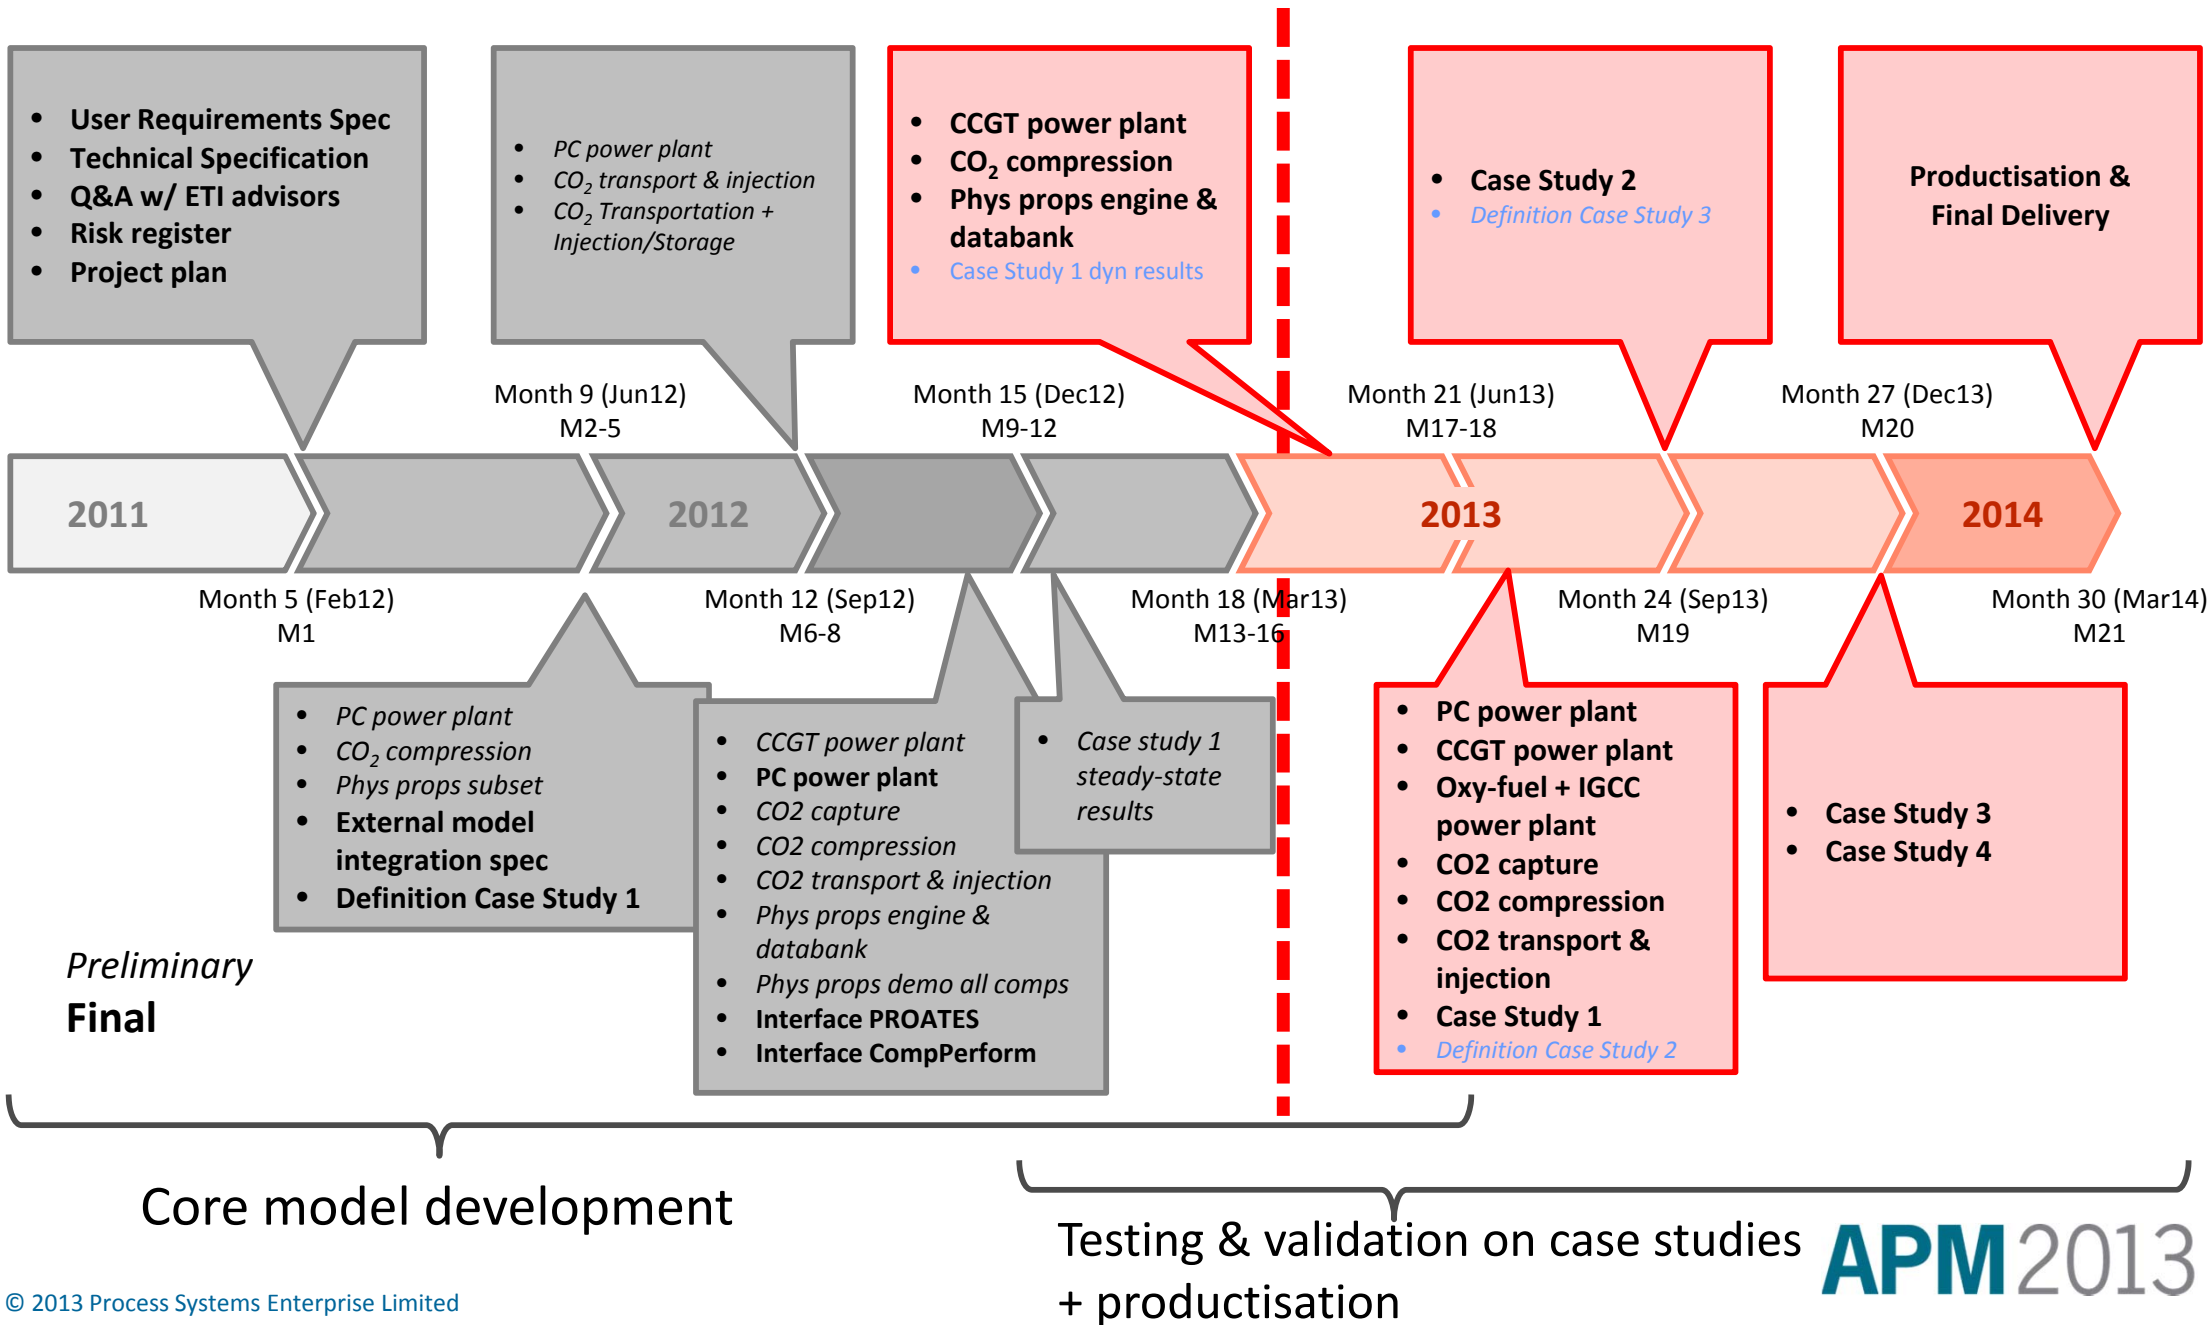 • User Requirements Spec
• Technical Specification
• Q&A w/ ETI advisors
• Risk register
• Project plan
• PC power plant
• CO₂ transport & injection
• CO₂ Transportation +
Injection/Storage
• CCGT power plant
• CO₂ compression
• Phys props engine &
databank
• Case Study 1 dyn results
• Case Study 2
• Definition Case Study 3
Productisation &
Final Delivery
Month 9 (Jun12)
M2-5
Month 15 (Dec12)
M9-12
Month 21 (Jun13)
M17-18
Month 27 (Dec13)
M20
2011
2012
2013
2014
Month 5 (Feb12)
M1
Month 12 (Sep12)
M6-8
Month 18 (Mar13)
M13-16
Month 24 (Sep13)
M19
Month 30 (Mar14)
M21
• PC power plant
• CO₂ compression
• Phys props subset
• External model
integration spec
• Definition Case Study 1
• CCGT power plant
• PC power plant
• CO2 capture
• CO2 compression
• CO2 transport & injection
• Phys props engine &
databank
• Phys props demo all comps
• Interface PROATES
• Interface CompPerform
• Case study 1
steady-state
results
• PC power plant
• CCGT power plant
• Oxy-fuel + IGCC
power plant
• CO2 capture
• CO2 compression
• CO2 transport &
injection
• Case Study 1
• Definition Case Study 2
• Case Study 3
• Case Study 4
Preliminary
Final
Core model development
Testing & validation on case studies
+ productisation
APM 2013
© 2013 Process Systems Enterprise Limited